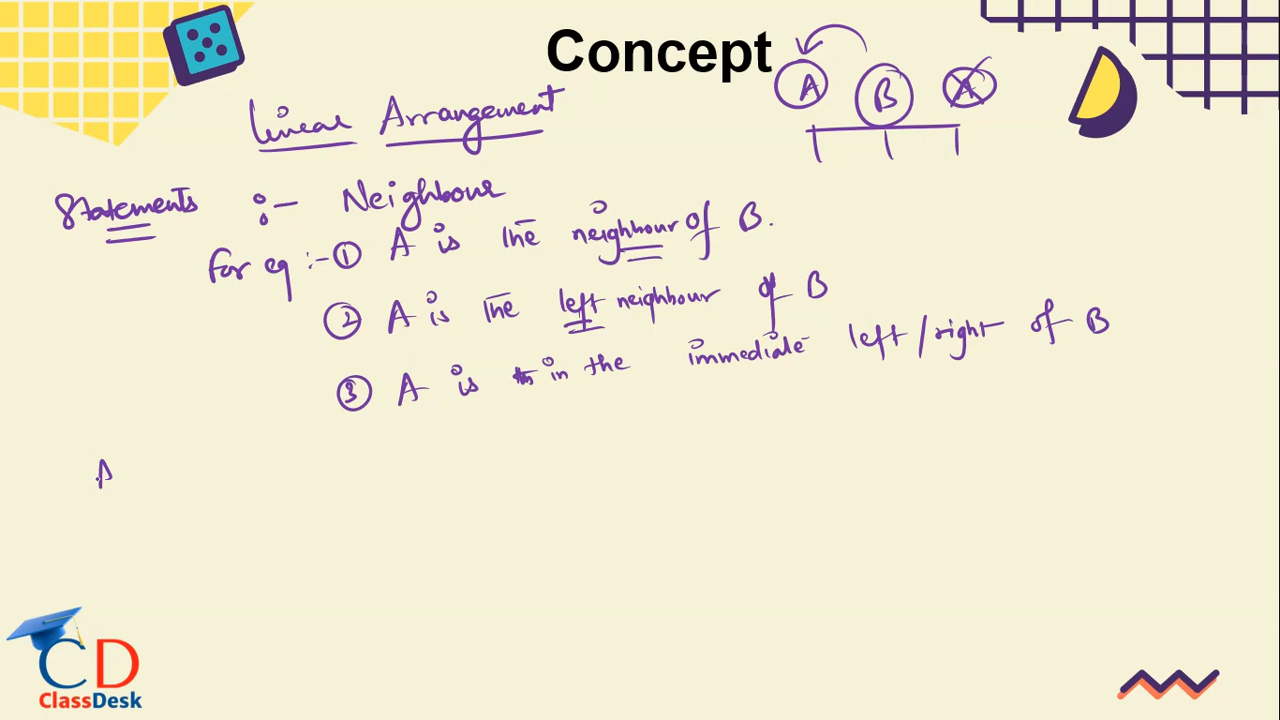 Concept
A B A
Linear Arrangement
Statements :- Neighbour
For eg :- ① A is the neighbour of B.
② A is the left neighbour of B
③ A is in the immediate left/right of B
A
CD
ClassDesk